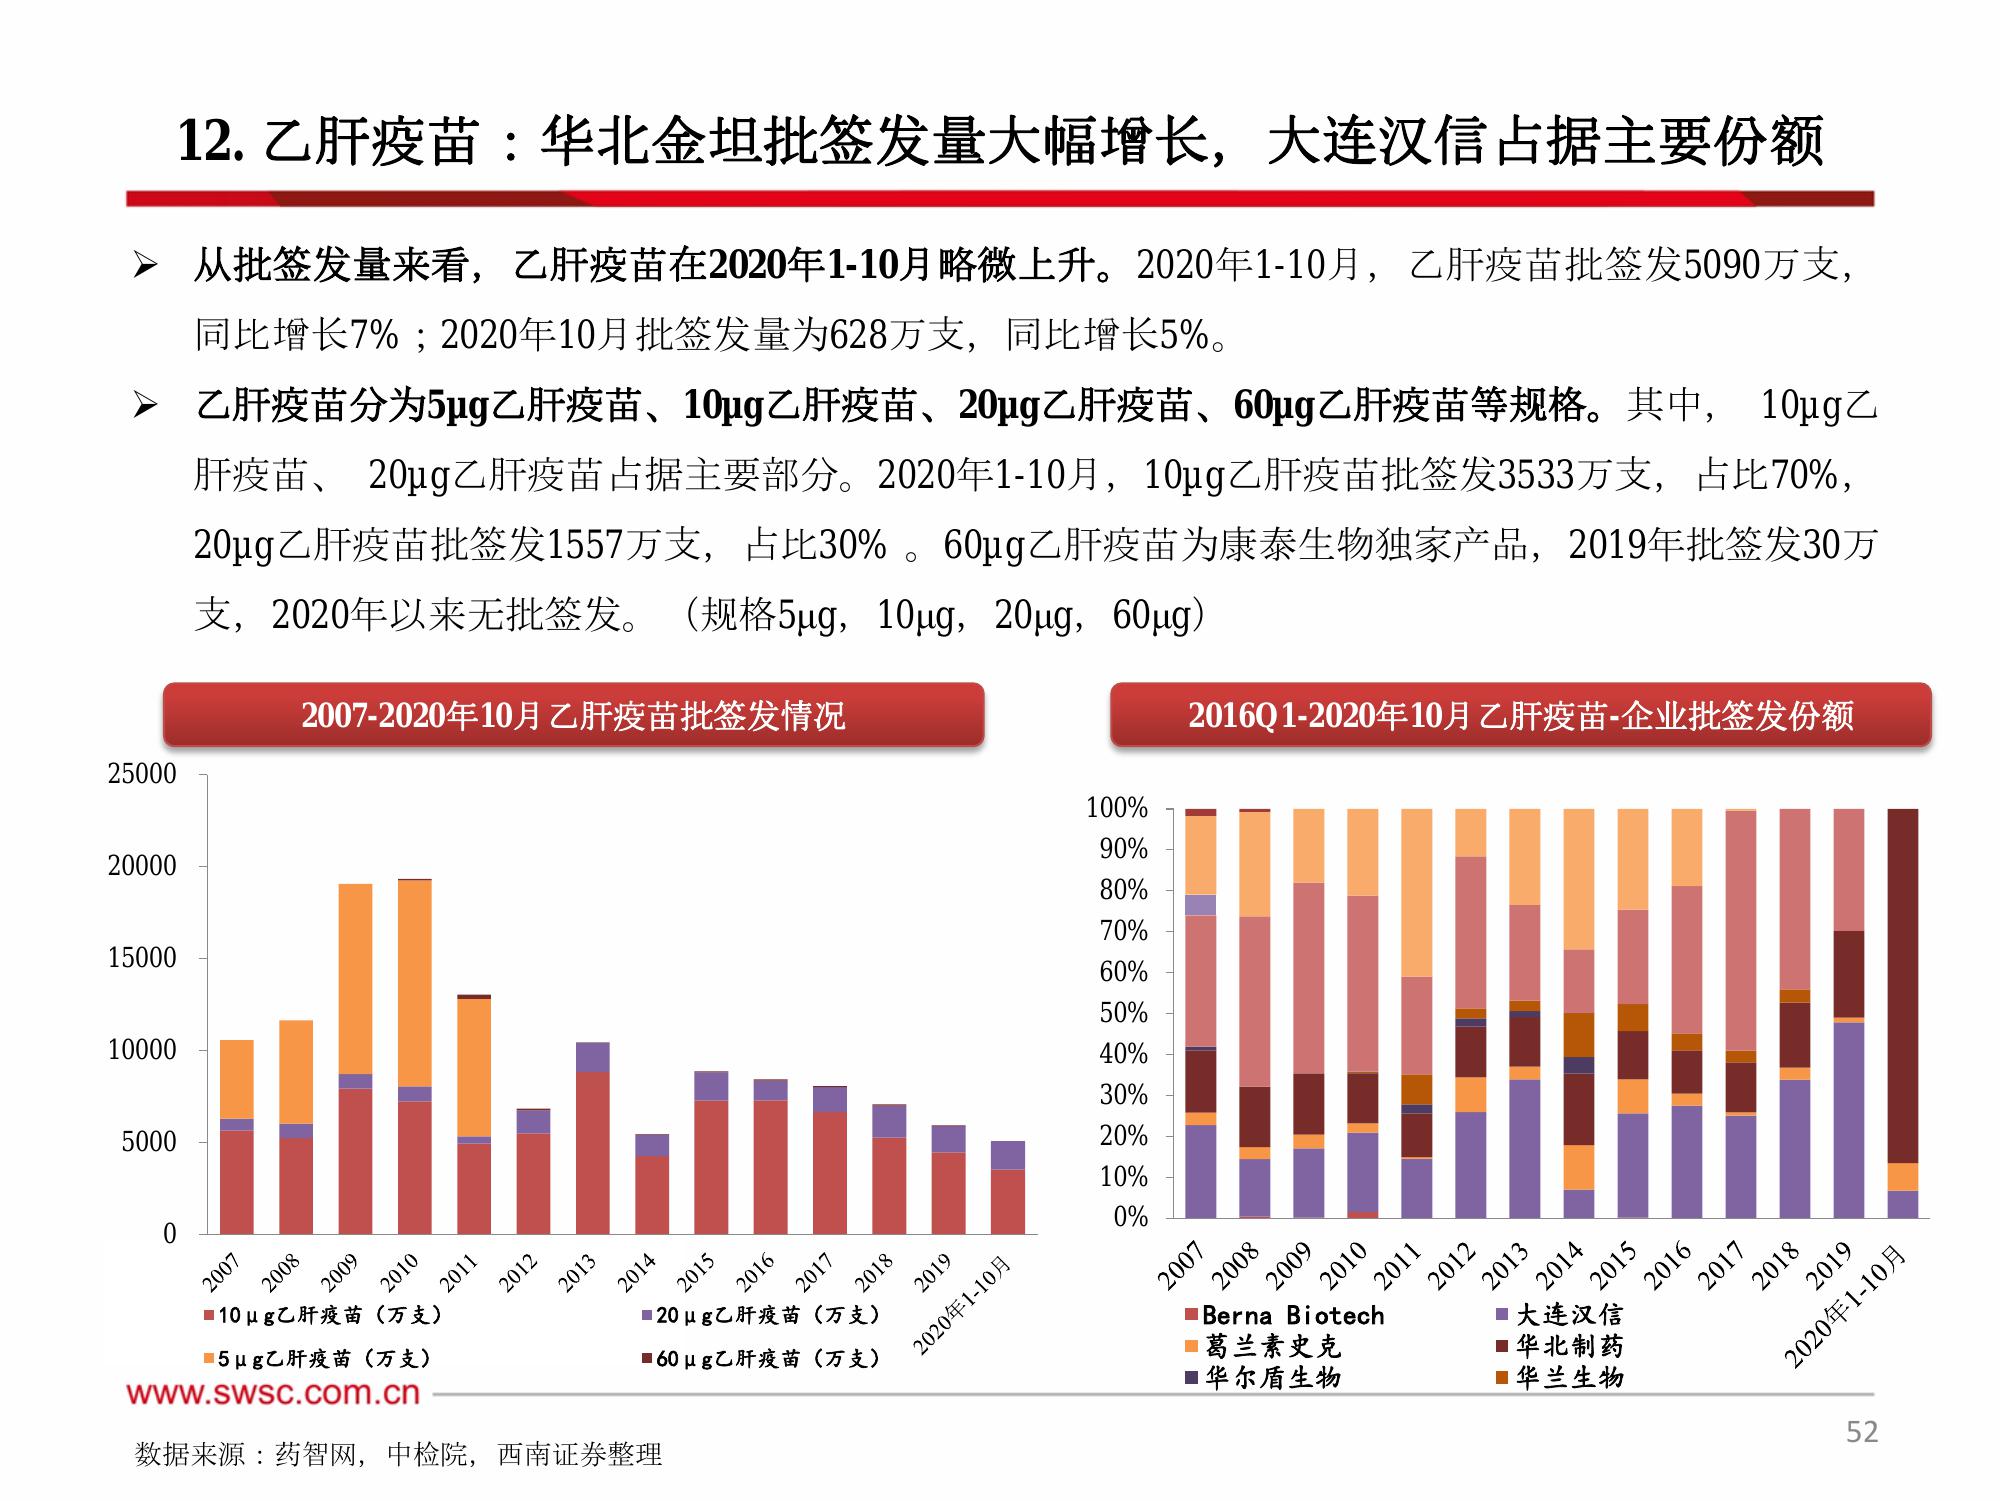 12. 乙肝疫苗：华北金坦批签发量大幅增长，大连汉信占据主要份额
➢ 从批签发量来看，乙肝疫苗在2020年1-10月略微上升。2020年1-10月，乙肝疫苗批签发5090万支，
同比增长7%；2020年10月批签发量为628万支，同比增长5%。
➢ 乙肝疫苗分为5μg乙肝疫苗、10μg乙肝疫苗、20μg乙肝疫苗、60μg乙肝疫苗等规格。其中， 10μg乙
肝疫苗、 20μg乙肝疫苗占据主要部分。2020年1-10月，10μg乙肝疫苗批签发3533万支，占比70%，
20μg乙肝疫苗批签发1557万支，占比30% 。60μg乙肝疫苗为康泰生物独家产品，2019年批签发30万
支，2020年以来无批签发。（规格5μg，10μg，20μg，60μg）
2007-2020年10月乙肝疫苗批签发情况
25000
20000
15000
10000
5000
0
2007
2008
2009
2010
2011
2012
2013
2014
2015
2016
2017
2018
2019
2020年1-10月
10μg乙肝疫苗（万支）
20μg乙肝疫苗（万支）
5μg乙肝疫苗（万支）
60μg乙肝疫苗（万支）
2016Q1-2020年10月乙肝疫苗-企业批签发份额
100%
90%
80%
70%
60%
50%
40%
30%
20%
10%
0%
2007
2008
2009
2010
2011
2012
2013
2014
2015
2016
2017
2018
2019
2020年1-10月
Berna Biotech
大连汉信
葛兰素史克
华北制药
华尔盾生物
华兰生物
www.swsc.com.cn
52
数据来源：药智网，中检院，西南证券整理